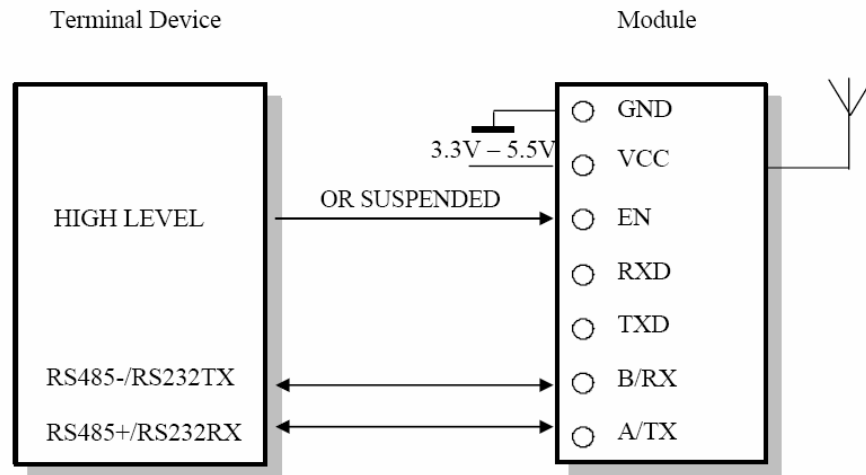 Terminal Device
Module
GND
3.3V – 5.5V
VCC
OR SUSPENDED
HIGH LEVEL
EN
RXD
TXD
RS485-/RS232TX
B/RX
RS485+/RS232RX
A/TX